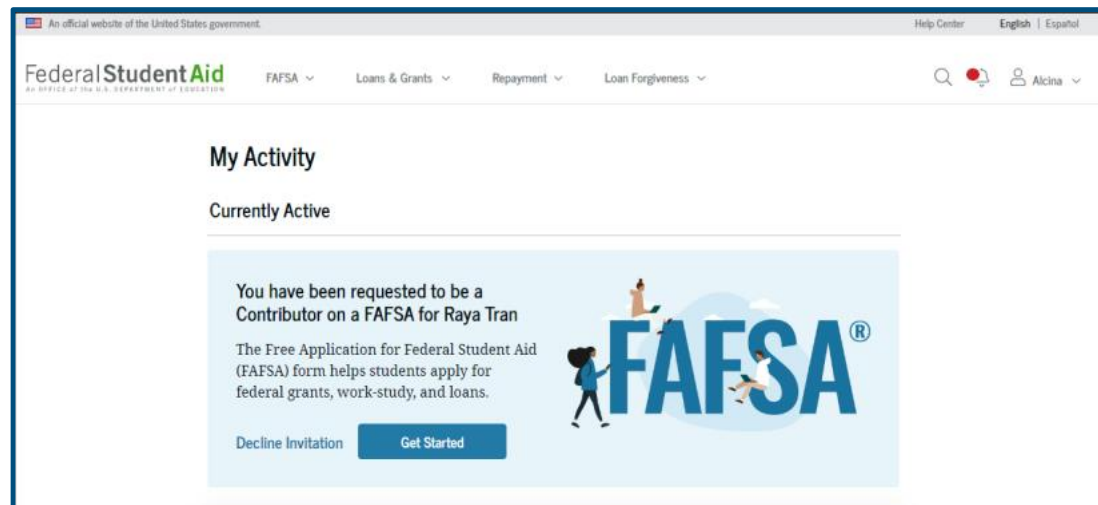 An official website of the United States government.
Help Center English | Español
Federal Student Aid
An OFFICE of the U.S. DEPARTMENT of EDUCATION
FAFSA Loans & Grants Repayment Loan Forgiveness Alcina
My Activity
Currently Active
You have been requested to be a
Contributor on a FAFSA for Raya Tran
The Free Application for Federal Student Aid
(FAFSA) form helps students apply for
federal grants, work-study, and loans.
Decline Invitation Get Started
FAFSA®